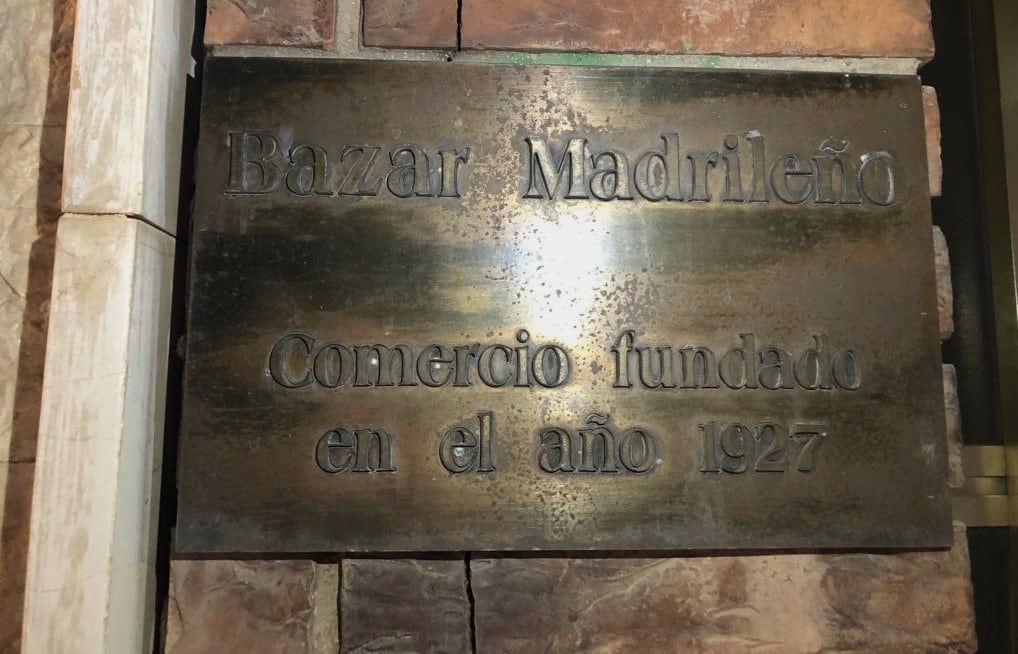 Bazar Madrileño
Comercio fundado
en el año 1927